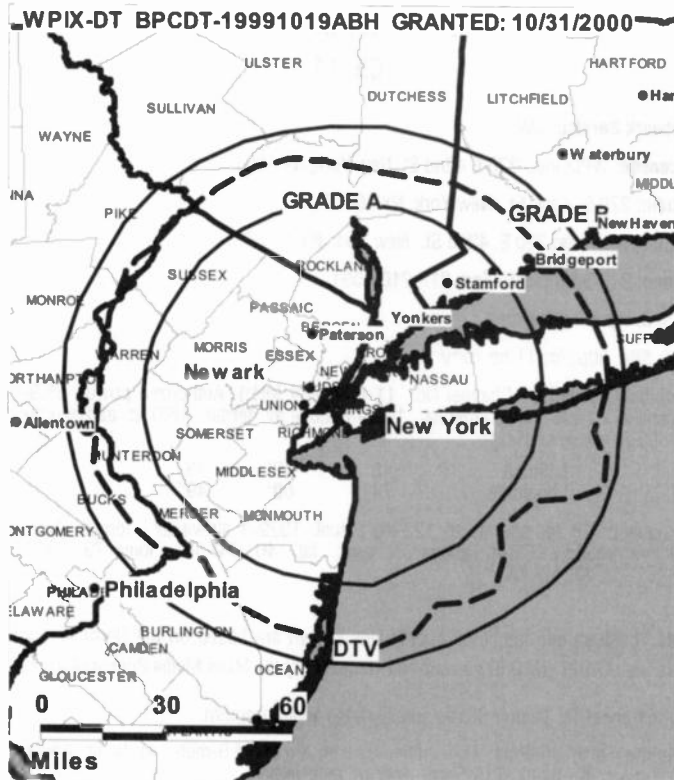 WPIX-DT BPCDT-19991019ABH GRANTED: 10/31/2000
ULSTER
HARTFORD
DUTCHESS
LITCHFIELD
SULLIVAN
WAYNE
Waterbury
PIKE
GRADE A
GRADE B
New Haven
ROCKLAND
Bridgeport
SUSSEX
Stamford
MONROE
PASSAIC
BERGEN
Yonkers
Paterson
WARREN
MORRIS
ESSEX
Newark
NASSAU
UNION
Allentown
SOMERSET
RICHMOND
New York
HUNTERDON
MIDDLESEX
BUCKS
MERCER
MONMOUTH
Philadelphia
BURLINGTON
DTV
CAMDEN
OCEAN
GLOUCESTER
0 30 60
Miles